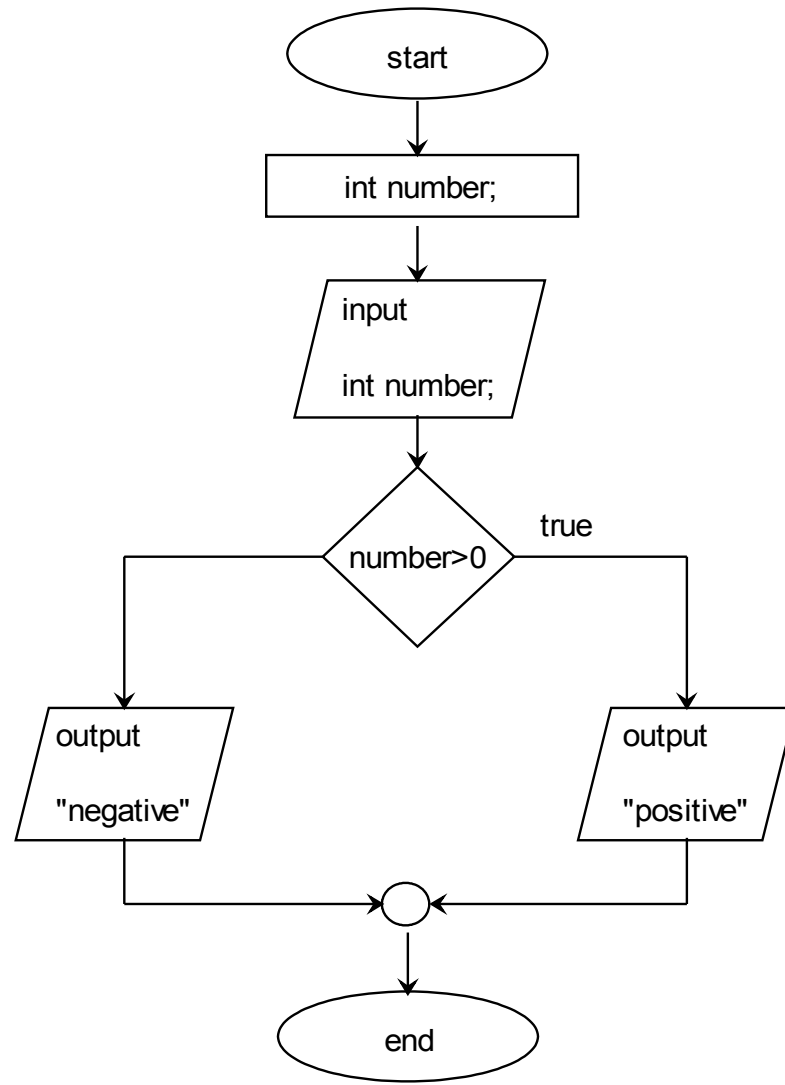 start
int number;
input
int number;
true
number>0
output
"negative"
output
"positive"
end